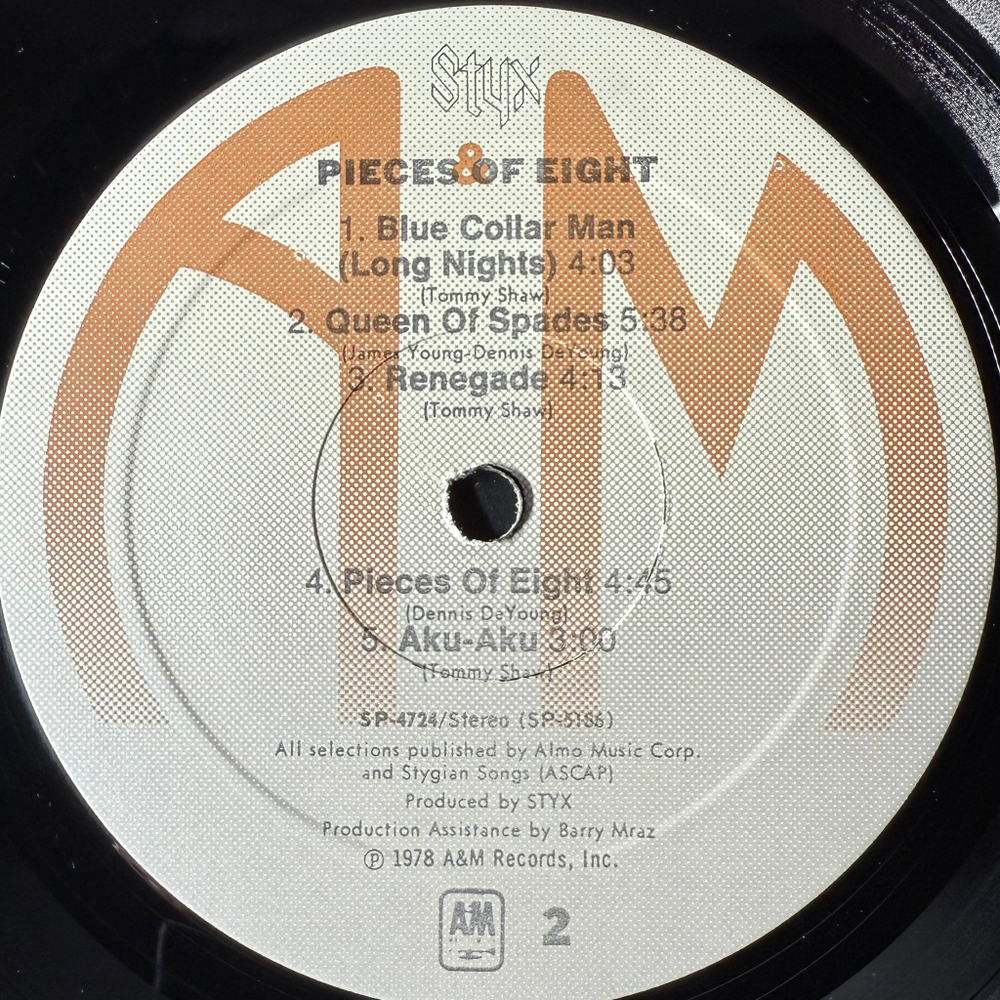 Styx
A&M
PIECES OF EIGHT
1. Blue Collar Man
(Long Nights) 4:03
(Tommy Shaw)
2. Queen Of Spades 5:38
(James Young-Dennis DeYoung)
3. Renegade 4:13
(Tommy Shaw)
4. Pieces Of Eight 4:45
(Dennis DeYoung)
5. Aku-Aku 3:00
(Tommy Shaw)
SP-4724/Stereo (SP-5186)
All selections published by Almo Music Corp.
and Stygian Songs (ASCAP)
Produced by STYX
Production Assistance by Barry Mraz
℗ 1978 A&M Records, Inc.
AM 2